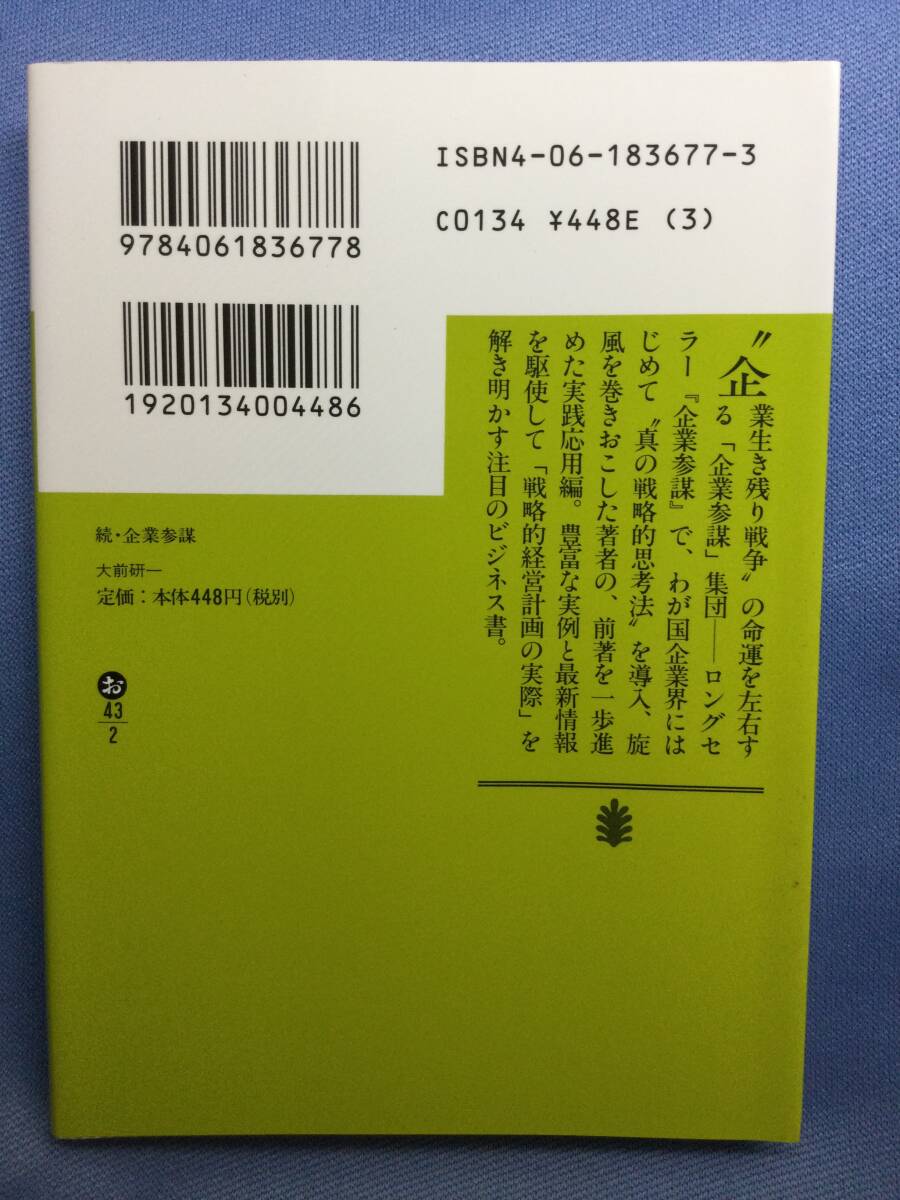 9784061836778
ISBN4-06-183677-3
C0134 ¥448E (3)
1920134004486
〝企業生き残り戦争〟の命運を左右す
る「企業参謀」集団――ロングセ
ラー『企業参謀』で、わが国企業界には
じめて〝真の戦略的思考法〟を導入、旋
風を巻きおこした著者の、前著を一歩進
めた実践応用編。豊富な実例と最新情報
を駆使して「戦略的経営計画の実際」を
解き明かす注目のビジネス書。
続・企業参謀
大前研一
定価:本体448円(税別)
お
43
2